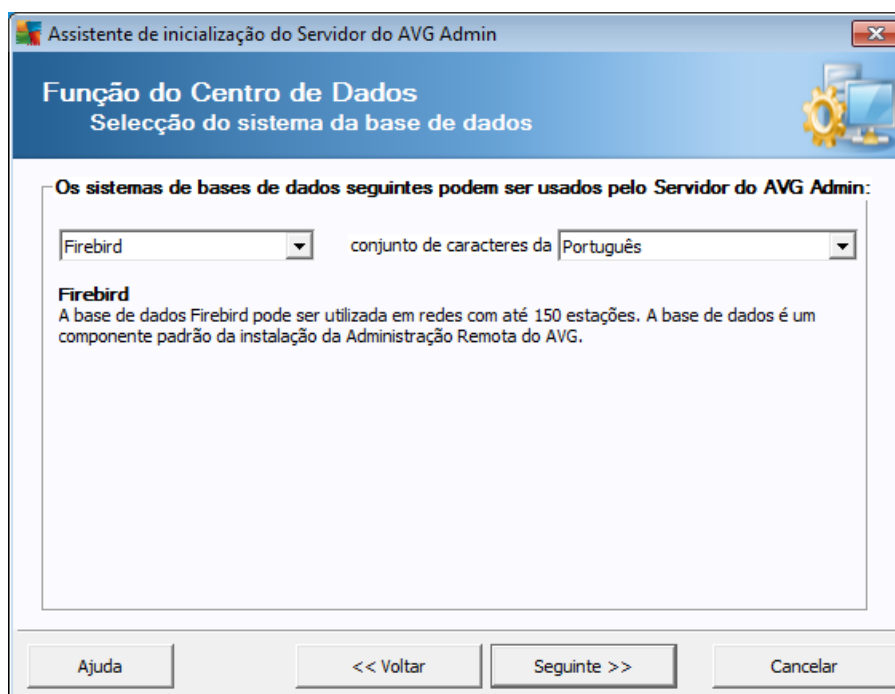 Assistente de inicialização do Servidor do AVG Admin
Função do Centro de Dados
Selecção do sistema da base de dados
Os sistemas de bases de dados seguintes podem ser usados pelo Servidor do AVG Admin:
Firebird conjunto de caracteres da Português
Firebird
A base de dados Firebird pode ser utilizada em redes com até 150 estações. A base de dados é um
componente padrão da instalação da Administração Remota do AVG.
Ajuda << Voltar Seguinte >> Cancelar